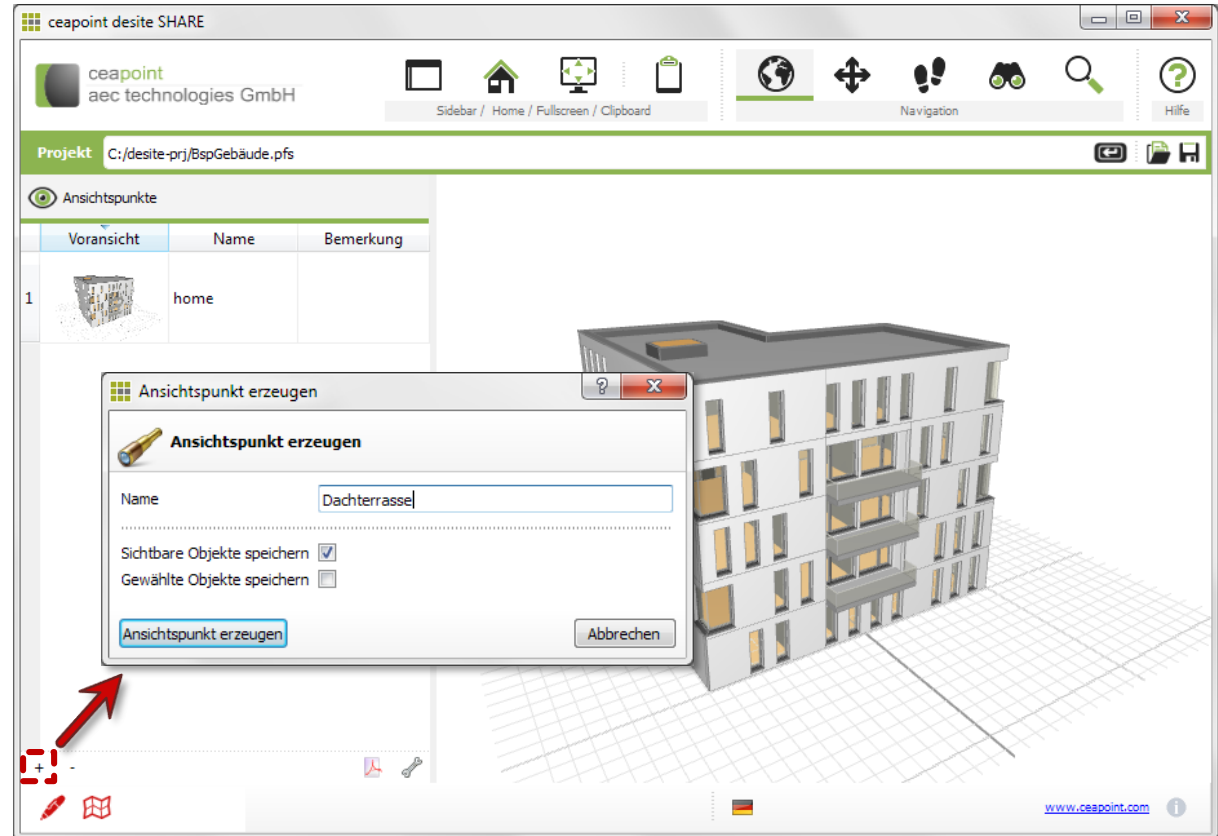 ceapoint desite SHARE
ceapoint
aec technologies GmbH
Sidebar / Home / Fullscreen / Clipboard
Navigation
Hilfe
Projekt C:/desite-prj/BspGebäude.pfs
Ansichtspunkte
Voransicht Name Bemerkung
1 home
Ansichtspunkt erzeugen
Ansichtspunkt erzeugen
Name Dachterrasse
Sichtbare Objekte speichern
Gewählte Objekte speichern
Ansichtspunkt erzeugen Abbrechen
+ -
www.ceapoint.com